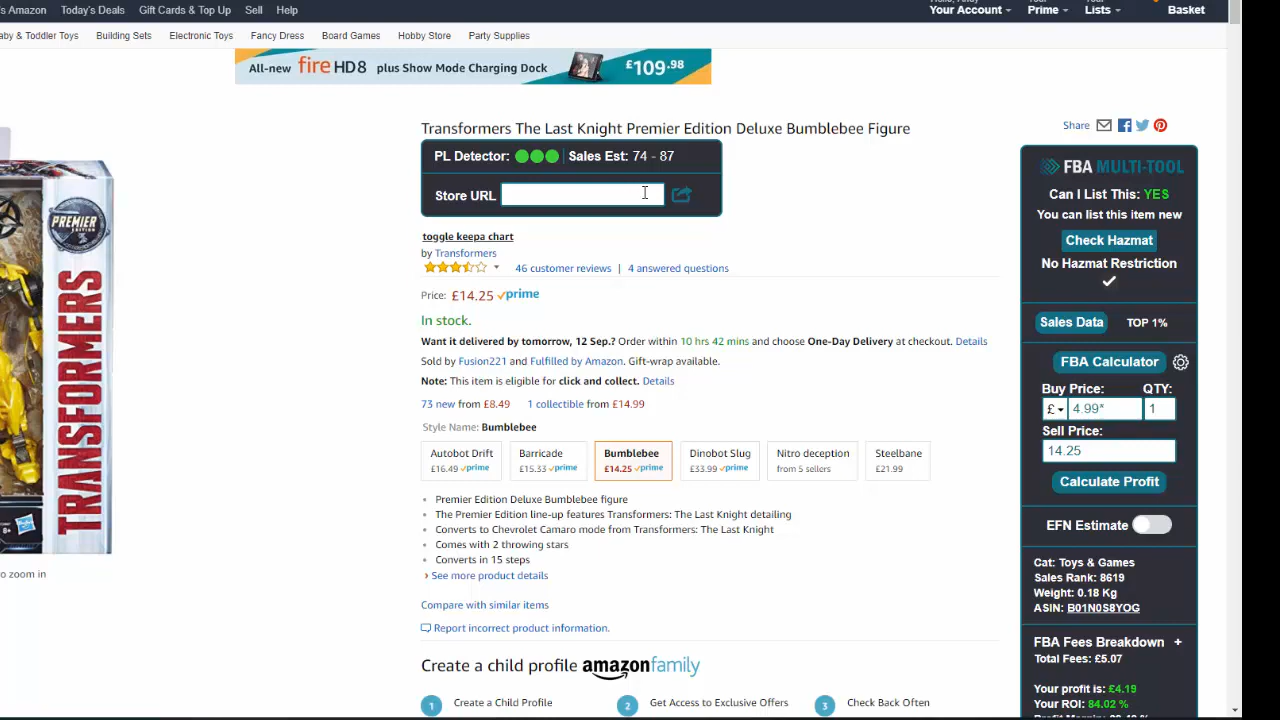 's Amazon Today's Deals Gift Cards & Top Up Sell Help
Your Account Prime Lists Basket
aby & Toddler Toys Building Sets Electronic Toys Fancy Dress Board Games Hobby Store Party Supplies
All-new fire HD8 plus Show Mode Charging Dock £109.98
Transformers The Last Knight Premier Edition Deluxe Bumblebee Figure
Share
PL Detector: Sales Est: 74 - 87
Store URL
toggle keepa chart
by Transformers
46 customer reviews | 4 answered questions
Price: £14.25 prime
In stock.
Want it delivered by tomorrow, 12 Sep.? Order within 10 hrs 42 mins and choose One-Day Delivery at checkout. Details
Sold by Fusion221 and Fulfilled by Amazon. Gift-wrap available.
Note: This item is eligible for click and collect. Details
73 new from £8.49 1 collectible from £14.99
Style Name: Bumblebee
Autobot Drift
£16.49 prime
Barricade
£15.33 prime
Bumblebee
£14.25 prime
Dinobot Slug
£33.99 prime
Nitro deception
from 5 sellers
Steelbane
£21.99
• Premier Edition Deluxe Bumblebee figure
• The Premier Edition line-up features Transformers: The Last Knight detailing
• Converts to Chevrolet Camaro mode from Transformers: The Last Knight
• Comes with 2 throwing stars
• Converts in 15 steps
› See more product details
Compare with similar items
Report incorrect product information.
Create a child profile amazonfamily
1 Create a Child Profile
2 Get Access to Exclusive Offers
3 Check Back Often
PREMIER
EDITION
TRANSFORMERS
8+
o zoom in
FBA MULTI-TOOL
Can I List This: YES
You can list this item new
Check Hazmat
No Hazmat Restriction
Sales Data TOP 1%
FBA Calculator
Buy Price: QTY:
£ 4.99* 1
Sell Price:
14.25
Calculate Profit
EFN Estimate
Cat: Toys & Games
Sales Rank: 8619
Weight: 0.18 Kg
ASIN: B01N0S8YOG
FBA Fees Breakdown +
Total Fees: £5.07
Your profit is: £4.19
Your ROI: 84.02 %